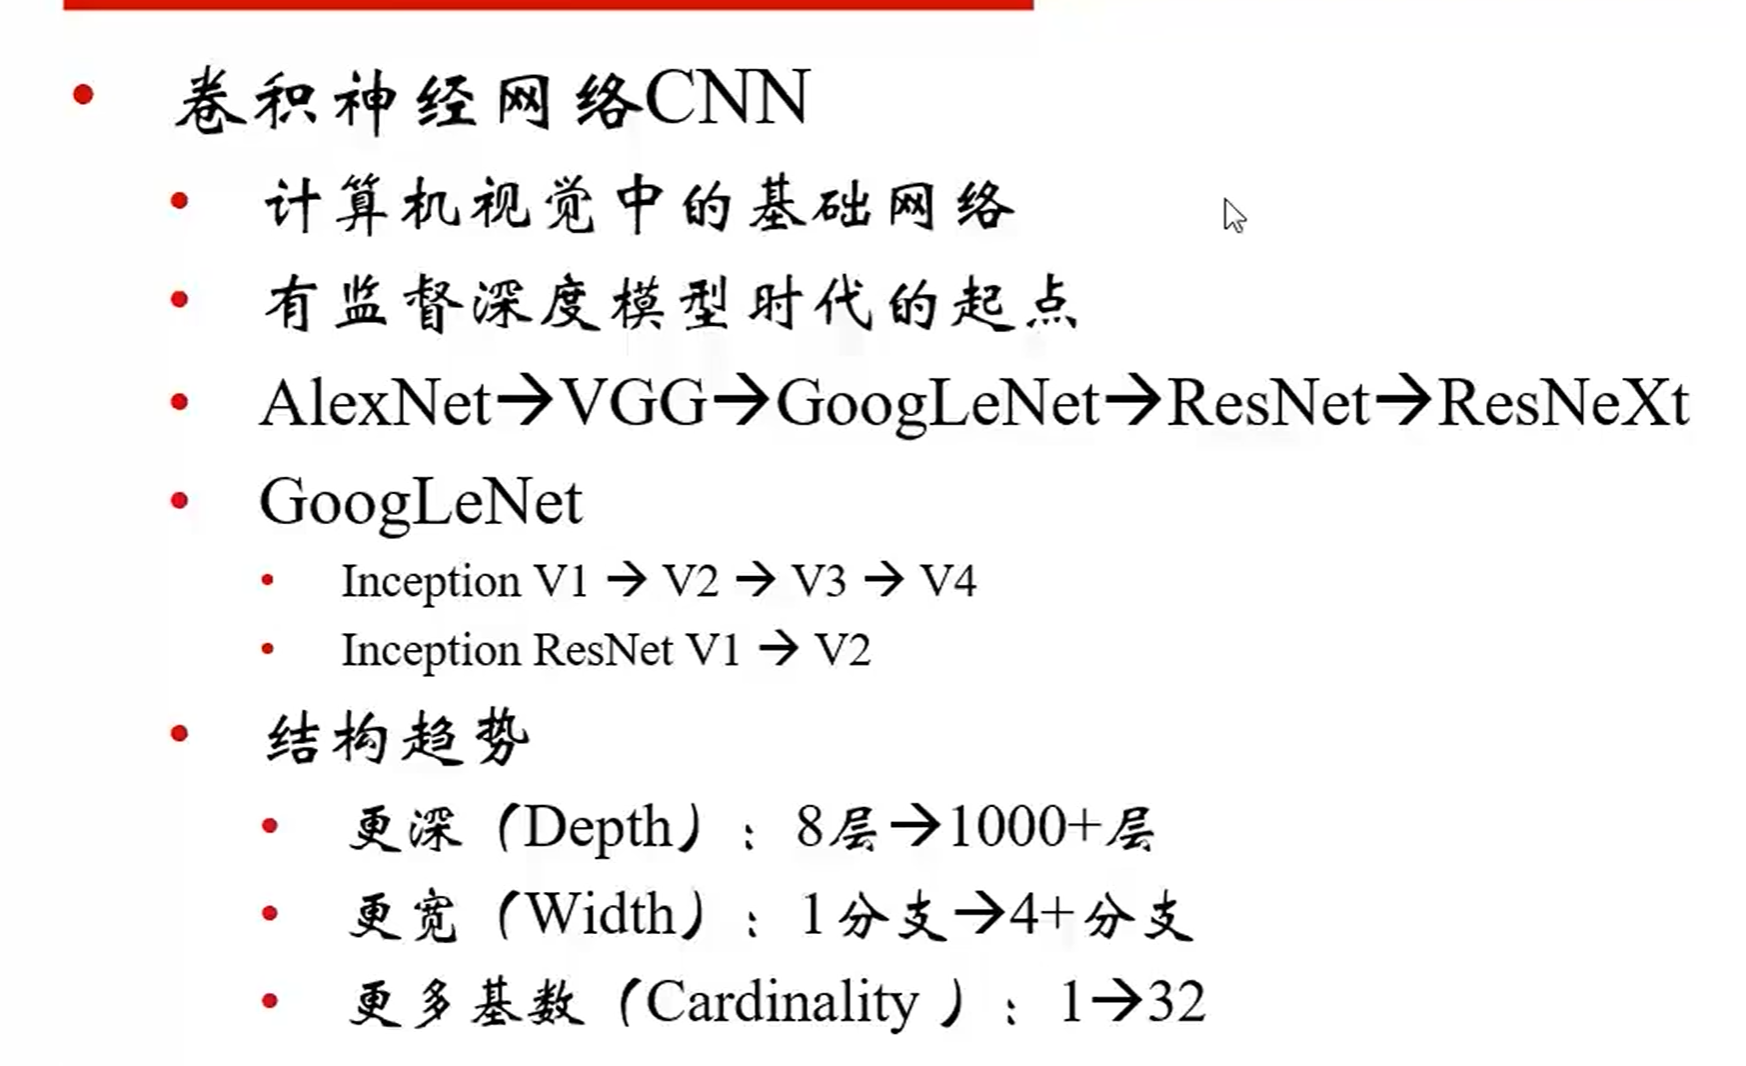 • 卷积神经网络CNN
• 计算机视觉中的基础网络
• 有监督深度模型时代的起点
• AlexNet→VGG→GoogLeNet→ResNet→ResNeXt
• GoogLeNet
• Inception V1 → V2 → V3 → V4
• Inception ResNet V1 → V2
• 结构趋势
• 更深（Depth）：8层→1000+层
• 更宽（Width）：1分支→4+分支
• 更多基数（Cardinality ）：1→32